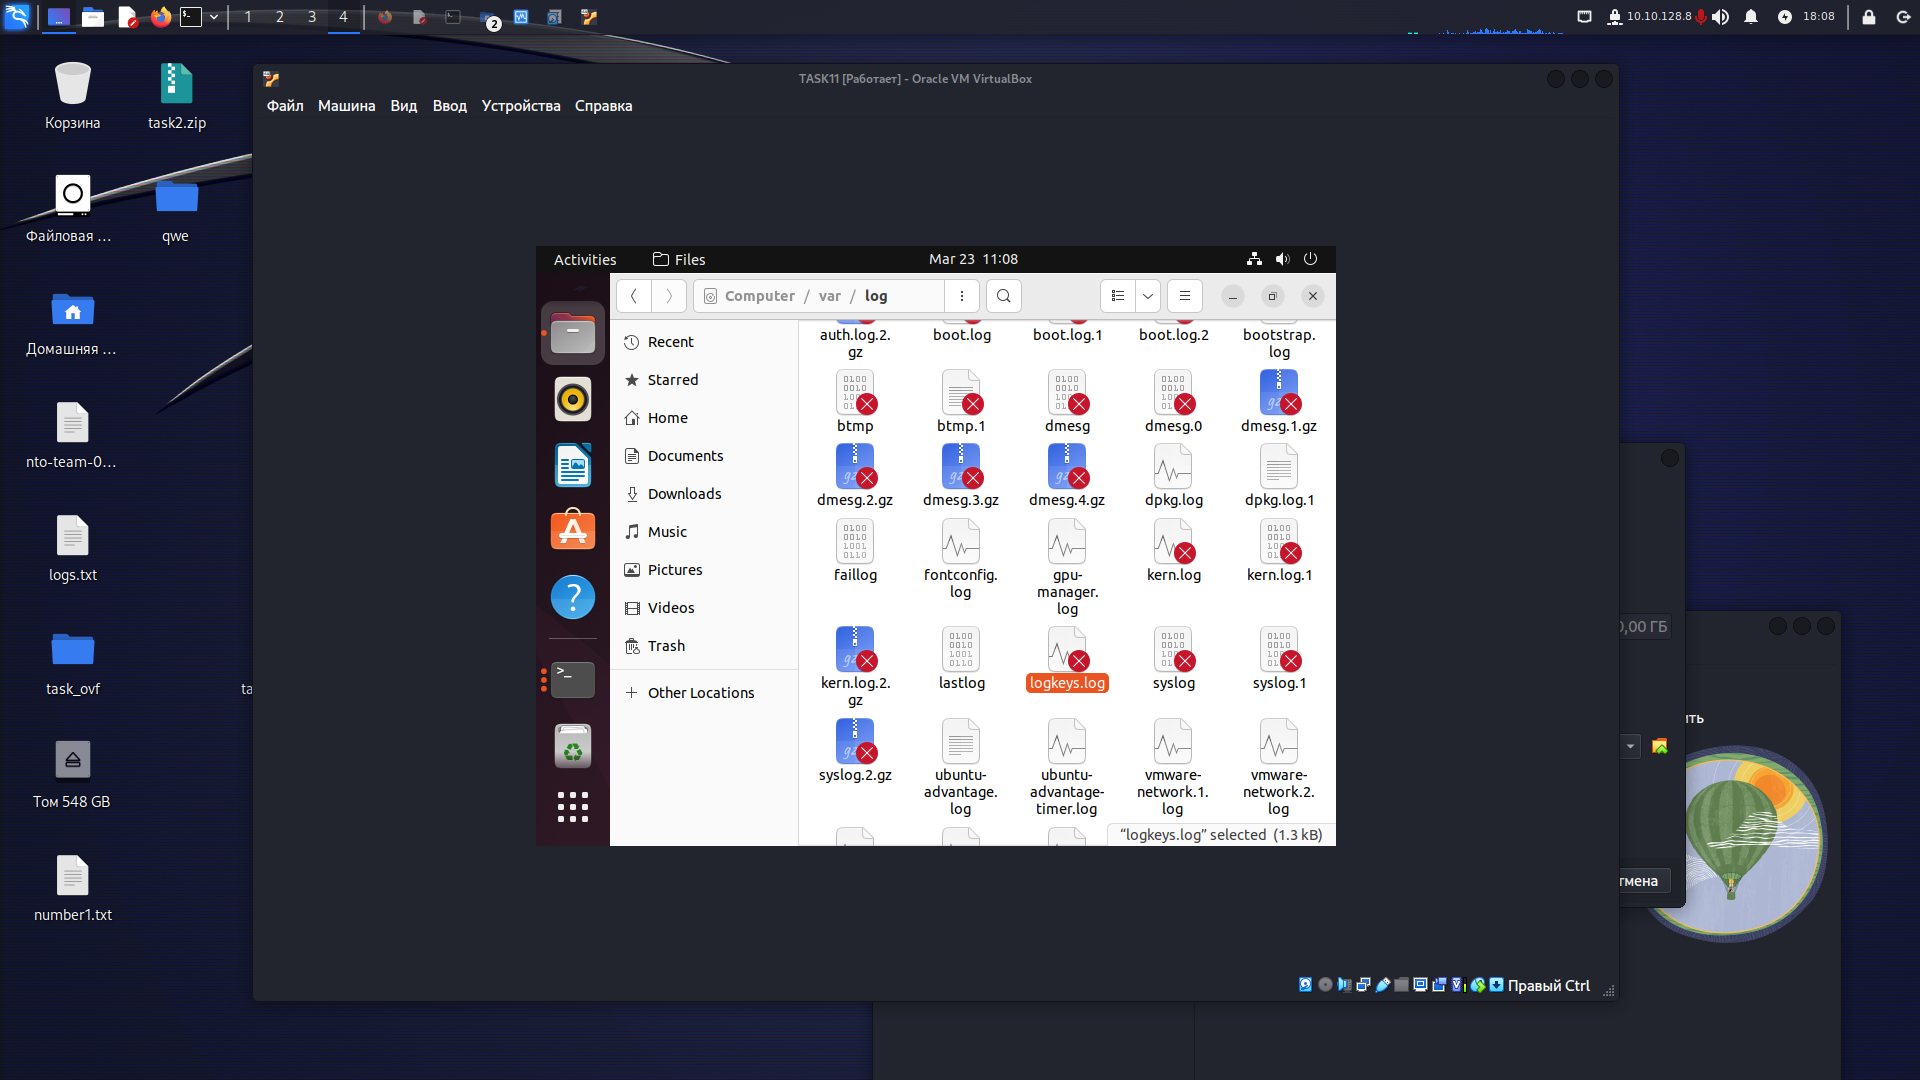 1 2 3 4
2
10.10.128.8
18:08
TASK11 [Работает] - Oracle VM VirtualBox
Файл Машина Вид Ввод Устройства Справка
Корзина
task2.zip
Файловая ...
qwe
Домашняя ...
nto-team-0...
logs.txt
task_ovf
ta
Том 548 GB
number1.txt
Activities
Files
Mar 23 11:08
Computer / var / log
Recent
Starred
Home
Documents
Downloads
Music
Pictures
Videos
Trash
Other Locations
auth.log.2.
gz
boot.log
boot.log.1
boot.log.2
bootstrap.
log
btmp
btmp.1
dmesg
dmesg.0
dmesg.1.gz
dmesg.2.gz
dmesg.3.gz
dmesg.4.gz
dpkg.log
dpkg.log.1
faillog
fontconfig.
log
gpu-
manager.
log
kern.log
kern.log.1
kern.log.2.
gz
lastlog
logkeys.log
syslog
syslog.1
syslog.2.gz
ubuntu-
advantage.
log
ubuntu-
advantage-
timer.log
vmware-
network.1.
log
vmware-
network.2.
log
“logkeys.log” selected (1.3 kB)
0,00 ГБ
ить
тмена
Правый Ctrl